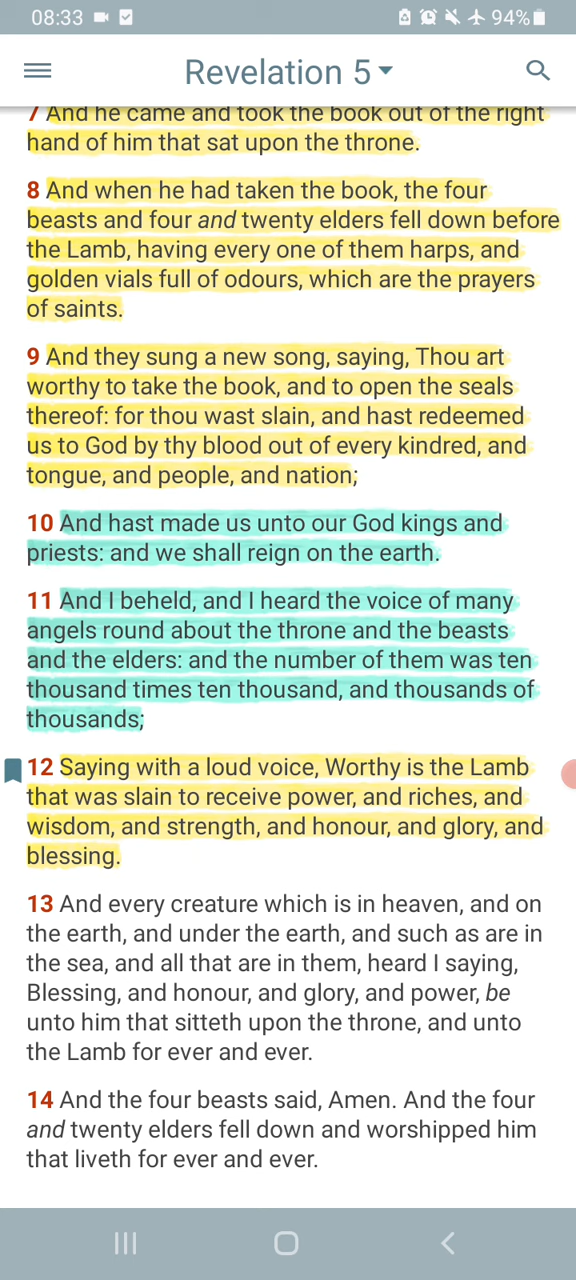 08:33 94%
Revelation 5
7 And he came and took the book out of the right
hand of him that sat upon the throne.
8 And when he had taken the book, the four
beasts and four and twenty elders fell down before
the Lamb, having every one of them harps, and
golden vials full of odours, which are the prayers
of saints.
9 And they sung a new song, saying, Thou art
worthy to take the book, and to open the seals
thereof: for thou wast slain, and hast redeemed
us to God by thy blood out of every kindred, and
tongue, and people, and nation;
10 And hast made us unto our God kings and
priests: and we shall reign on the earth.
11 And I beheld, and I heard the voice of many
angels round about the throne and the beasts
and the elders: and the number of them was ten
thousand times ten thousand, and thousands of
thousands;
12 Saying with a loud voice, Worthy is the Lamb
that was slain to receive power, and riches, and
wisdom, and strength, and honour, and glory, and
blessing.
13 And every creature which is in heaven, and on
the earth, and under the earth, and such as are in
the sea, and all that are in them, heard I saying,
Blessing, and honour, and glory, and power, be
unto him that sitteth upon the throne, and unto
the Lamb for ever and ever.
14 And the four beasts said, Amen. And the four
and twenty elders fell down and worshipped him
that liveth for ever and ever.